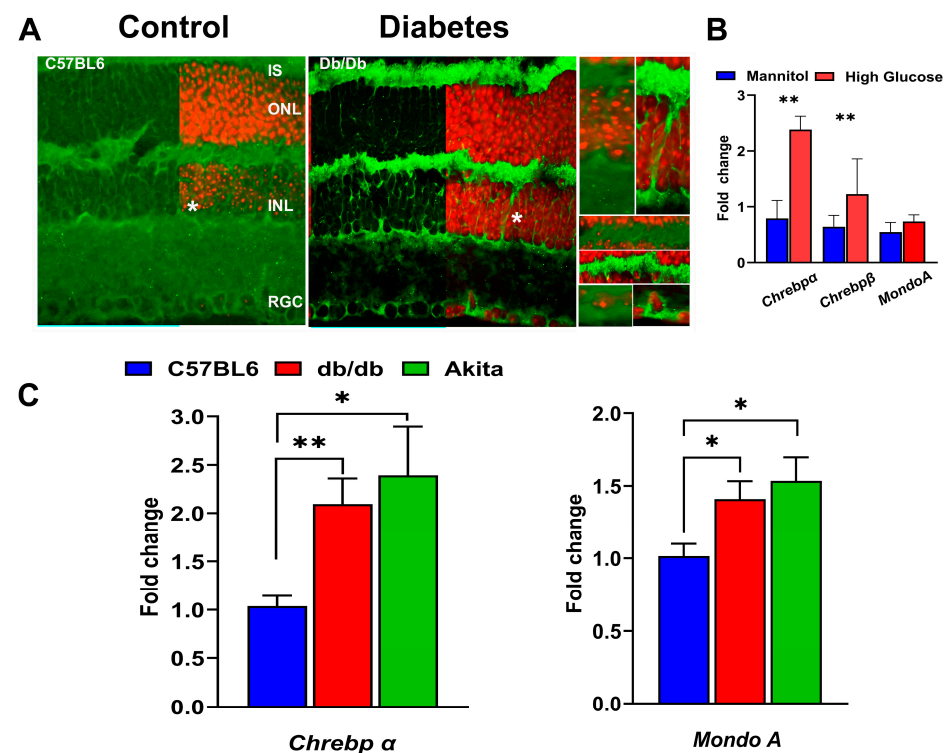 A
Control
Diabetes
C57BL6
IS
ONL
*
INL
RGC
Db/Db
*
B
Mannitol
High Glucose
**
**
3
2
1
0
Fold change
Chrebpα
Chrebpβ
MondoA
C
C57BL6
db/db
Akita
*
**
3.0
2.5
2.0
1.5
1.0
0.5
0.0
Fold change
Chrebp α
*
*
2.0
1.5
1.0
0.5
0.0
Fold change
Mondo A